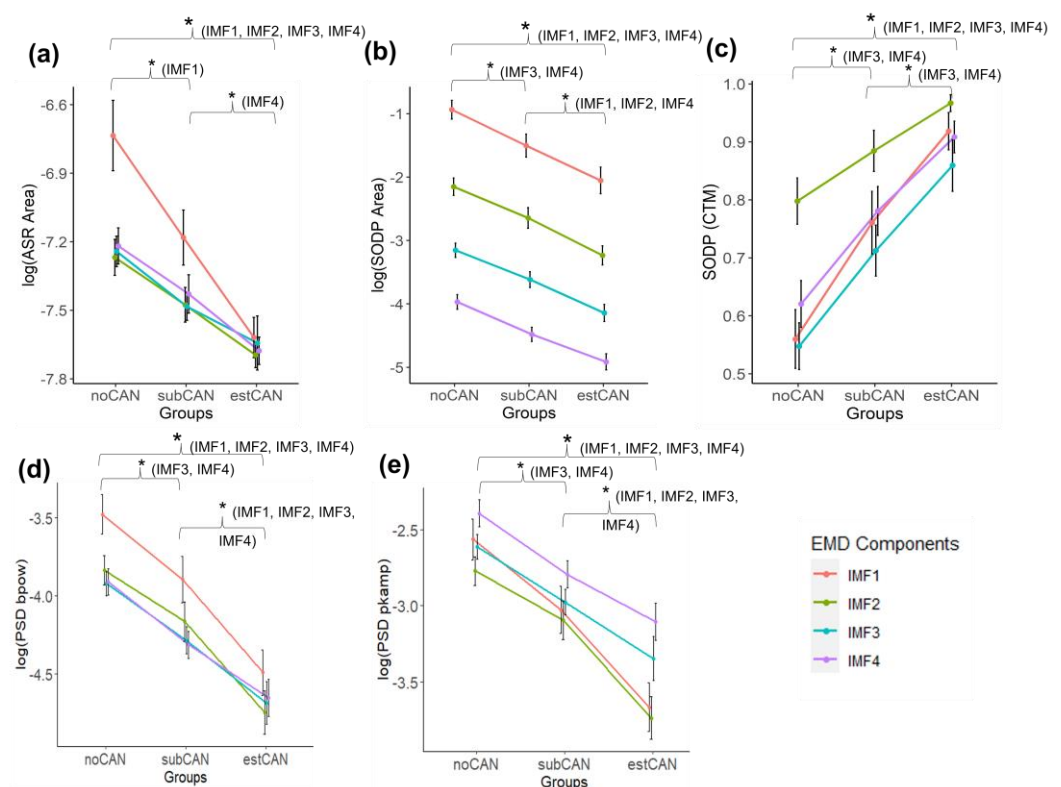 (a)
* (IMF1, IMF2, IMF3, IMF4)
* (IMF1)
* (IMF4)
log(ASR Area)
-6.6
-6.9
-7.2
-7.5
-7.8
noCAN subCAN estCAN
Groups
(b)
* (IMF1, IMF2, IMF3, IMF4)
* (IMF3, IMF4)
* (IMF1, IMF2, IMF4
log(SODP Area)
-1
-2
-3
-4
-5
noCAN subCAN estCAN
Groups
(c)
* (IMF1, IMF2, IMF3, IMF4)
* (IMF3, IMF4)
* (IMF3, IMF4)
SODP (CTM)
1.0
0.9
0.8
0.7
0.6
0.5
noCAN subCAN estCAN
Groups
(d)
* (IMF1, IMF2, IMF3, IMF4)
* (IMF3, IMF4)
* (IMF1, IMF2, IMF3,
IMF4)
log(PSD bpow)
-3.5
-4.0
-4.5
noCAN subCAN estCAN
Groups
(e)
* (IMF1, IMF2, IMF3, IMF4)
* (IMF3, IMF4)
* (IMF1, IMF2, IMF3,
IMF4)
log(PSD pkamp)
-2.5
-3.0
-3.5
noCAN subCAN estCAN
Groups
EMD Components
IMF1
IMF2
IMF3
IMF4